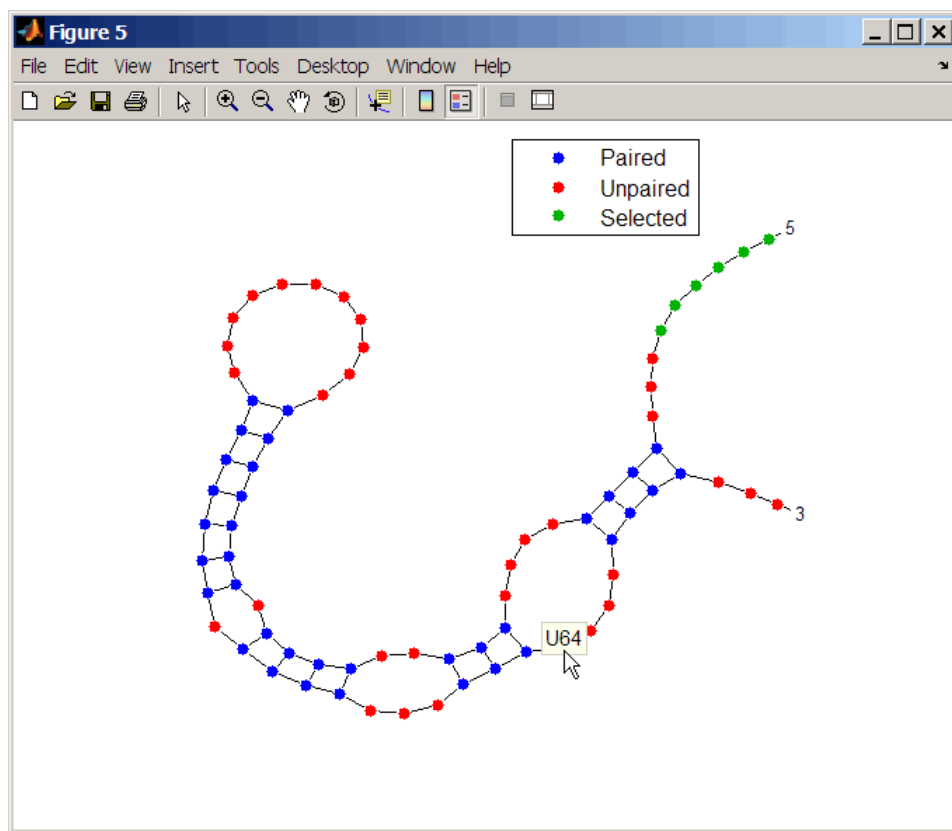 Figure 5
File Edit View Insert Tools Desktop Window Help
Paired
Unpaired
Selected
5
3
U64